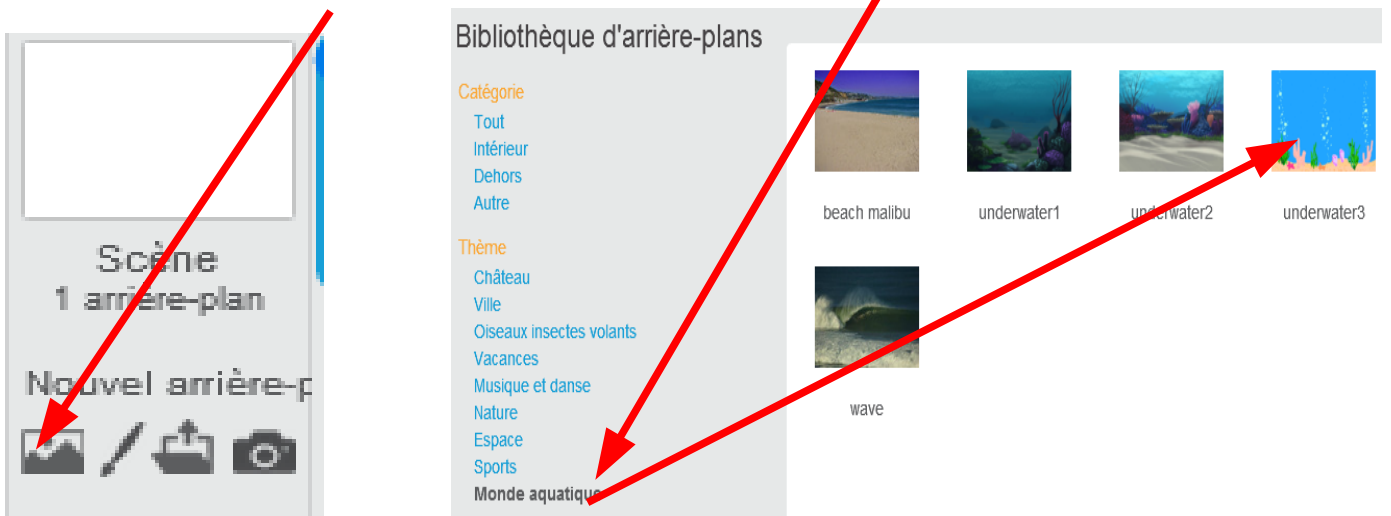 Scène
1 arrière-plan
Nouvel arrière-p
Bibliothèque d'arrière-plans
Catégorie
Tout
Intérieur
Dehors
Autre
Thème
Château
Ville
Oiseaux insectes volants
Vacances
Musique et danse
Nature
Espace
Sports
Monde aquatique
beach malibu
underwater1
underwater2
underwater3
wave